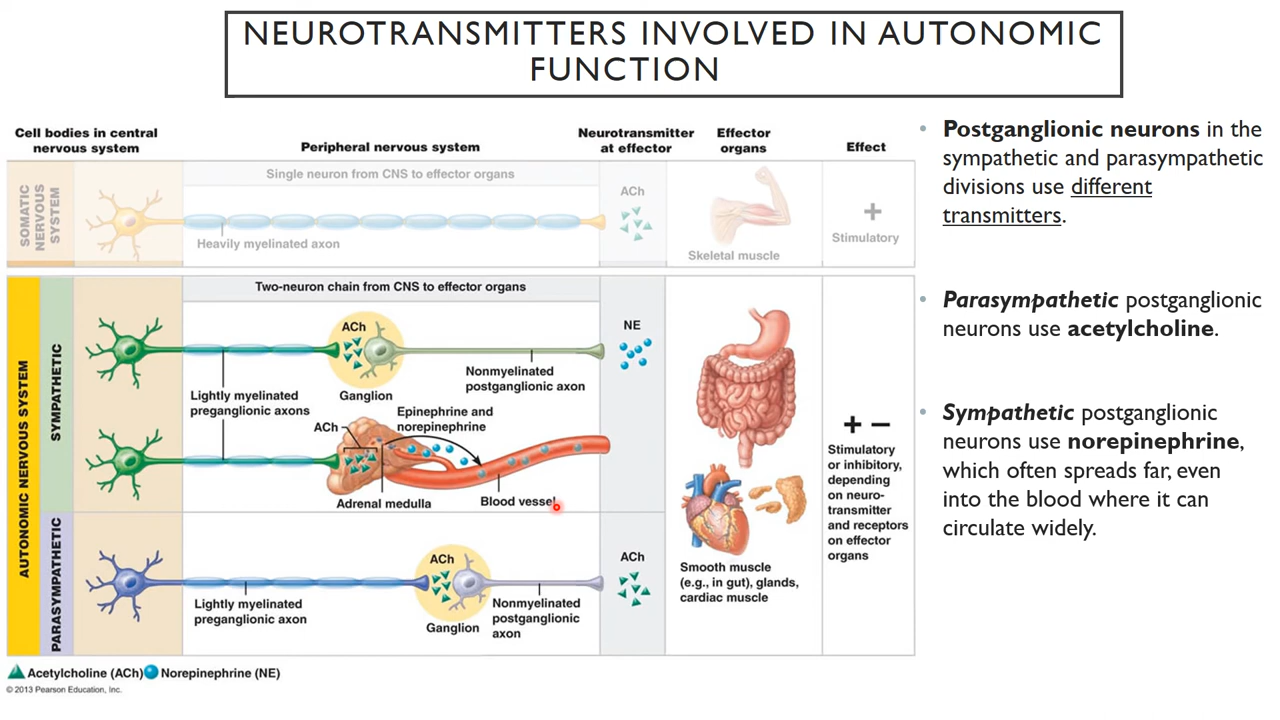 NEUROTRANSMITTERS INVOLVED IN AUTONOMIC
FUNCTION
Cell bodies in central
nervous system
Peripheral nervous system
Neurotransmitter
at effector
Effector
organs
Effect
SOMATIC
NERVOUS
SYSTEM
Single neuron from CNS to effector organs
Heavily myelinated axon
ACh
Skeletal muscle
+
Stimulatory
AUTONOMIC NERVOUS SYSTEM
SYMPATHETIC
Two-neuron chain from CNS to effector organs
ACh
Lightly myelinated
preganglionic axons
Ganglion
Nonmyelinated
postganglionic axon
NE
ACh
Epinephrine and
norepinephrine
Adrenal medulla
Blood vessel
PARASYMPATHETIC
Lightly myelinated
preganglionic axon
ACh
Ganglion
Nonmyelinated
postganglionic
axon
ACh
Smooth muscle
(e.g., in gut), glands,
cardiac muscle
+ −
Stimulatory
or inhibitory,
depending
on neuro-
transmitter
and receptors
on effector
organs
Acetylcholine (ACh)
Norepinephrine (NE)
© 2013 Pearson Education, Inc.
• Postganglionic neurons in the
sympathetic and parasympathetic
divisions use different
transmitters.
• Parasympathetic postganglionic
neurons use acetylcholine.
• Sympathetic postganglionic
neurons use norepinephrine,
which often spreads far, even
into the blood where it can
circulate widely.